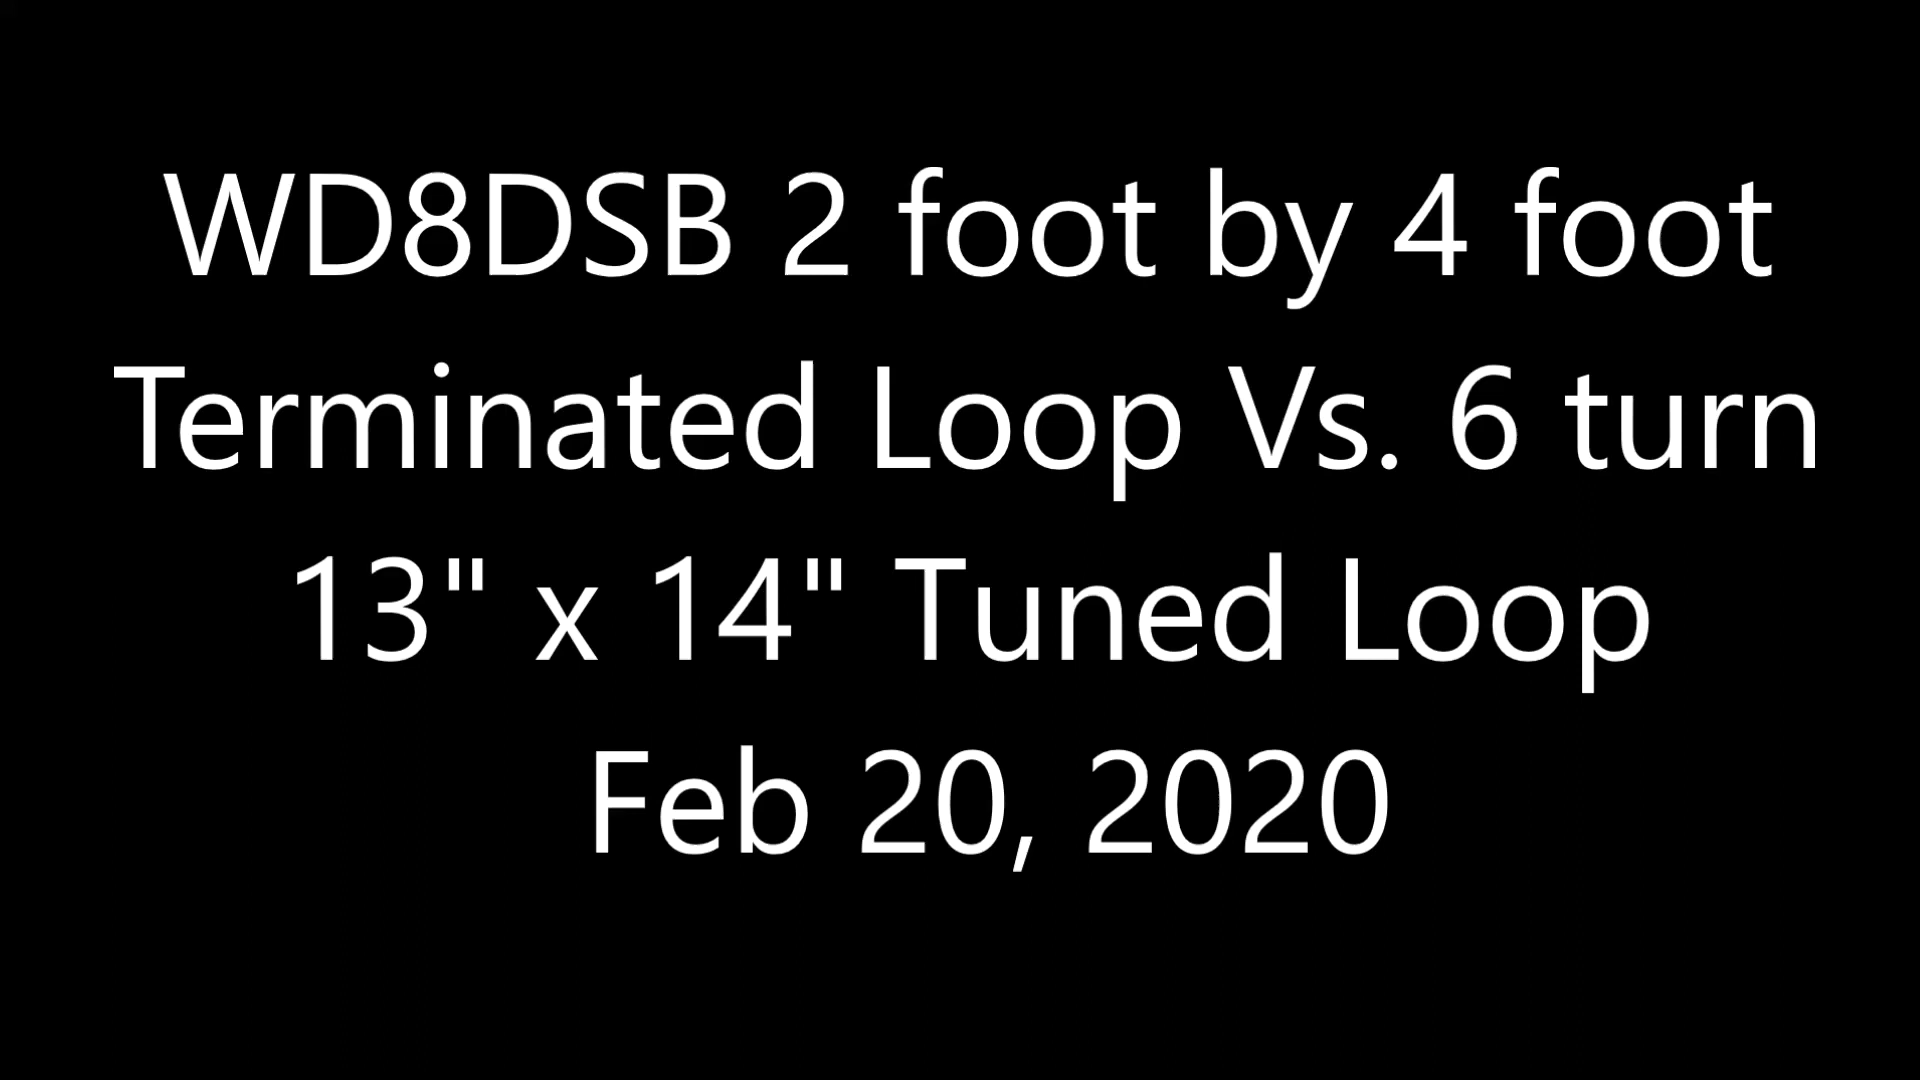 WD8DSB 2 foot by 4 foot
Terminated Loop Vs. 6 turn
13" x 14" Tuned Loop
Feb 20, 2020